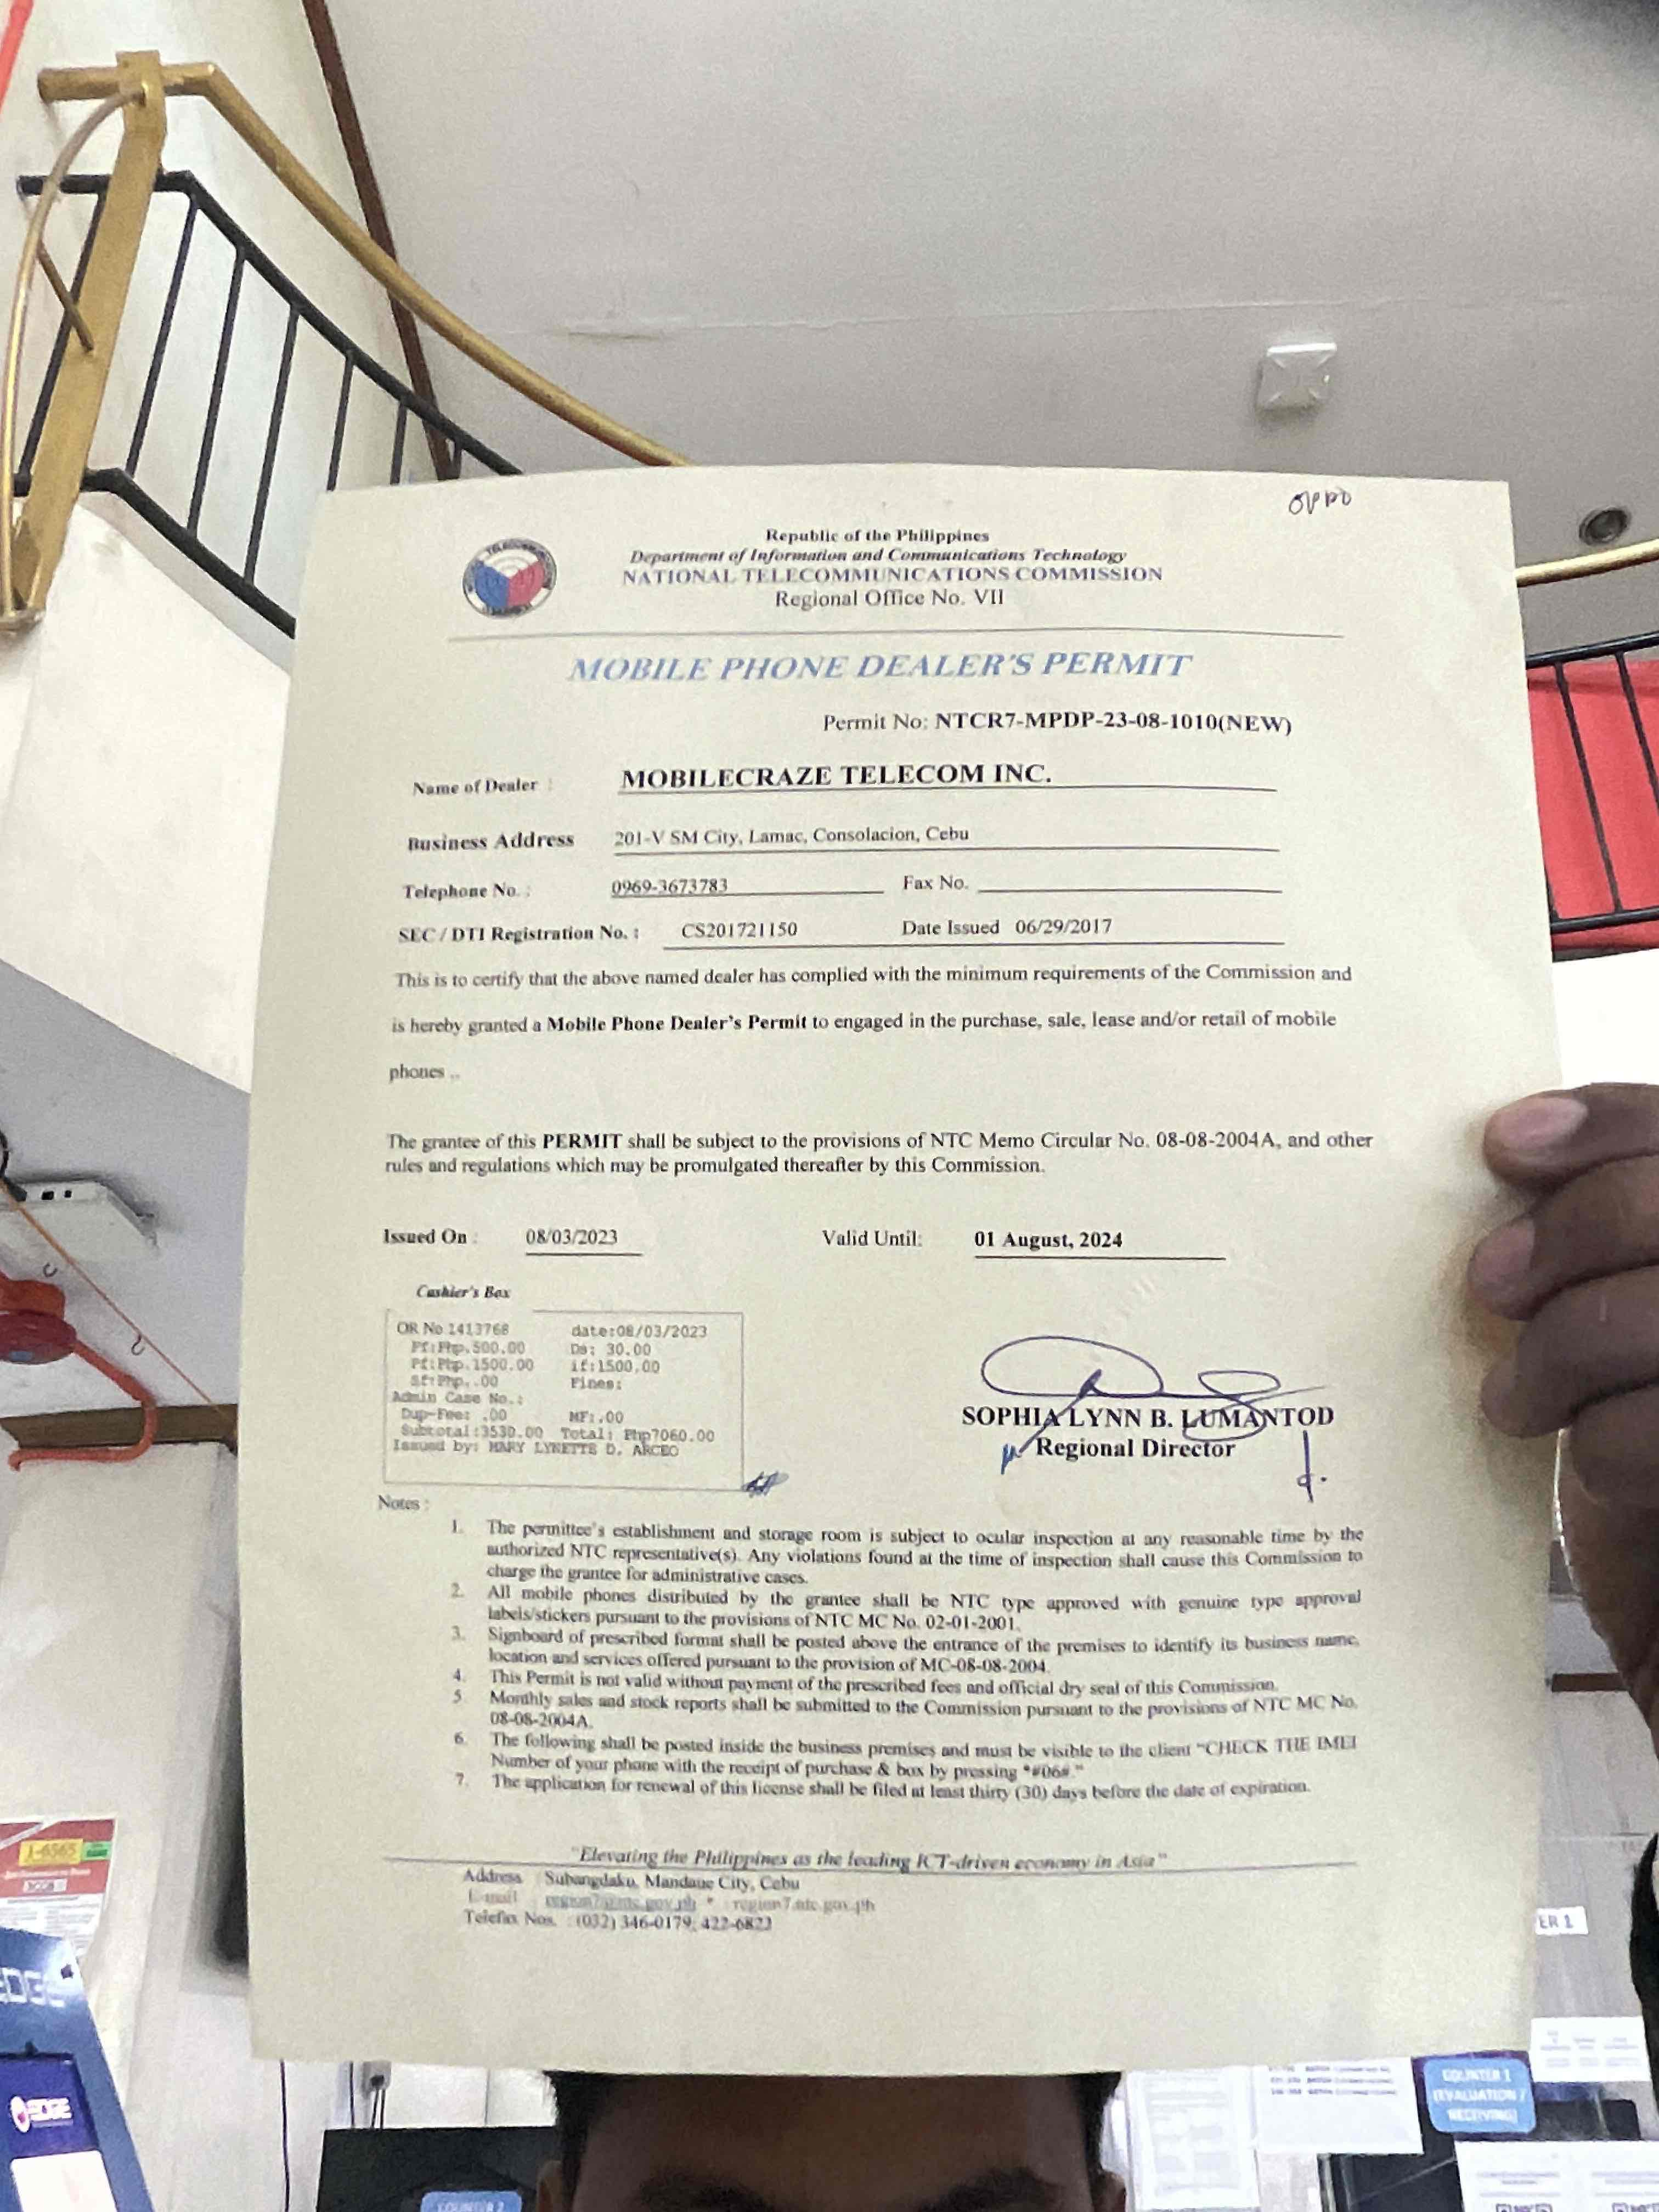 OPPO
Republic of the Philippines
Department of Information and Communications Technology
NATIONAL TELECOMMUNICATIONS COMMISSION
Regional Office No. VII
MOBILE PHONE DEALER'S PERMIT
Permit No: NTCR7-MPDP-23-08-1010(NEW)
Name of Dealer : MOBILECRAZE TELECOM INC.
Business Address 201-V SM City, Lamac, Consolacion, Cebu
Telephone No. : 0969-3673783 Fax No.
SEC / DTI Registration No. : CS201721150 Date Issued 06/29/2017
This is to certify that the above named dealer has complied with the minimum requirements of the Commission and
is hereby granted a Mobile Phone Dealer's Permit to engaged in the purchase, sale, lease and/or retail of mobile
phones ..
The grantee of this PERMIT shall be subject to the provisions of NTC Memo Circular No. 08-08-2004A, and other
rules and regulations which may be promulgated thereafter by this Commission.
Issued On : 08/03/2023 Valid Until: 01 August, 2024
Cashier's Box
OR No 1413768 date:08/03/2023
Pf:Php.500.00 Ds: 30.00
Pf:Php.1500.00 if:1500.00
Sf:Php..00 Fines:
Admin Case No.:
Dup-Fee: .00 MF:.00
Subtotal:3530.00 Total: Php7060.00
Issued by: MARY LYNETTE D. ARCEO
SOPHIA LYNN B. LUMANTOD
Regional Director
Notes :
1. The permittee's establishment and storage room is subject to ocular inspection at any reasonable time by the
authorized NTC representative(s). Any violations found at the time of inspection shall cause this Commission to
charge the grantee for administrative cases.
2. All mobile phones distributed by the grantee shall be NTC type approved with genuine type approval
labels/stickers pursuant to the provisions of NTC MC No. 02-01-2001.
3. Signboard of prescribed format shall be posted above the entrance of the premises to identify its business name,
location and services offered pursuant to the provision of MC-08-08-2004.
4. This Permit is not valid without payment of the prescribed fees and official dry seal of this Commission.
5. Monthly sales and stock reports shall be submitted to the Commission pursuant to the provisions of NTC MC No.
08-08-2004A.
6. The following shall be posted inside the business premises and must be visible to the client "CHECK THE IMEI
Number of your phone with the receipt of purchase & box by pressing *#06#."
7. The application for renewal of this license shall be filed at least thirty (30) days before the date of expiration.
"Elevating the Philippines as the leading ICT-driven economy in Asia"
Address : Subangdaku, Mandaue City, Cebu
E-mail : region7@ntc.gov.ph * : region7.ntc.gov.ph
Telefax Nos. : (032) 346-0179; 422-6823
ER 1
EDGE
COUNTER 1
(EVALUATION /
RECEIVING)
COUNTER 2